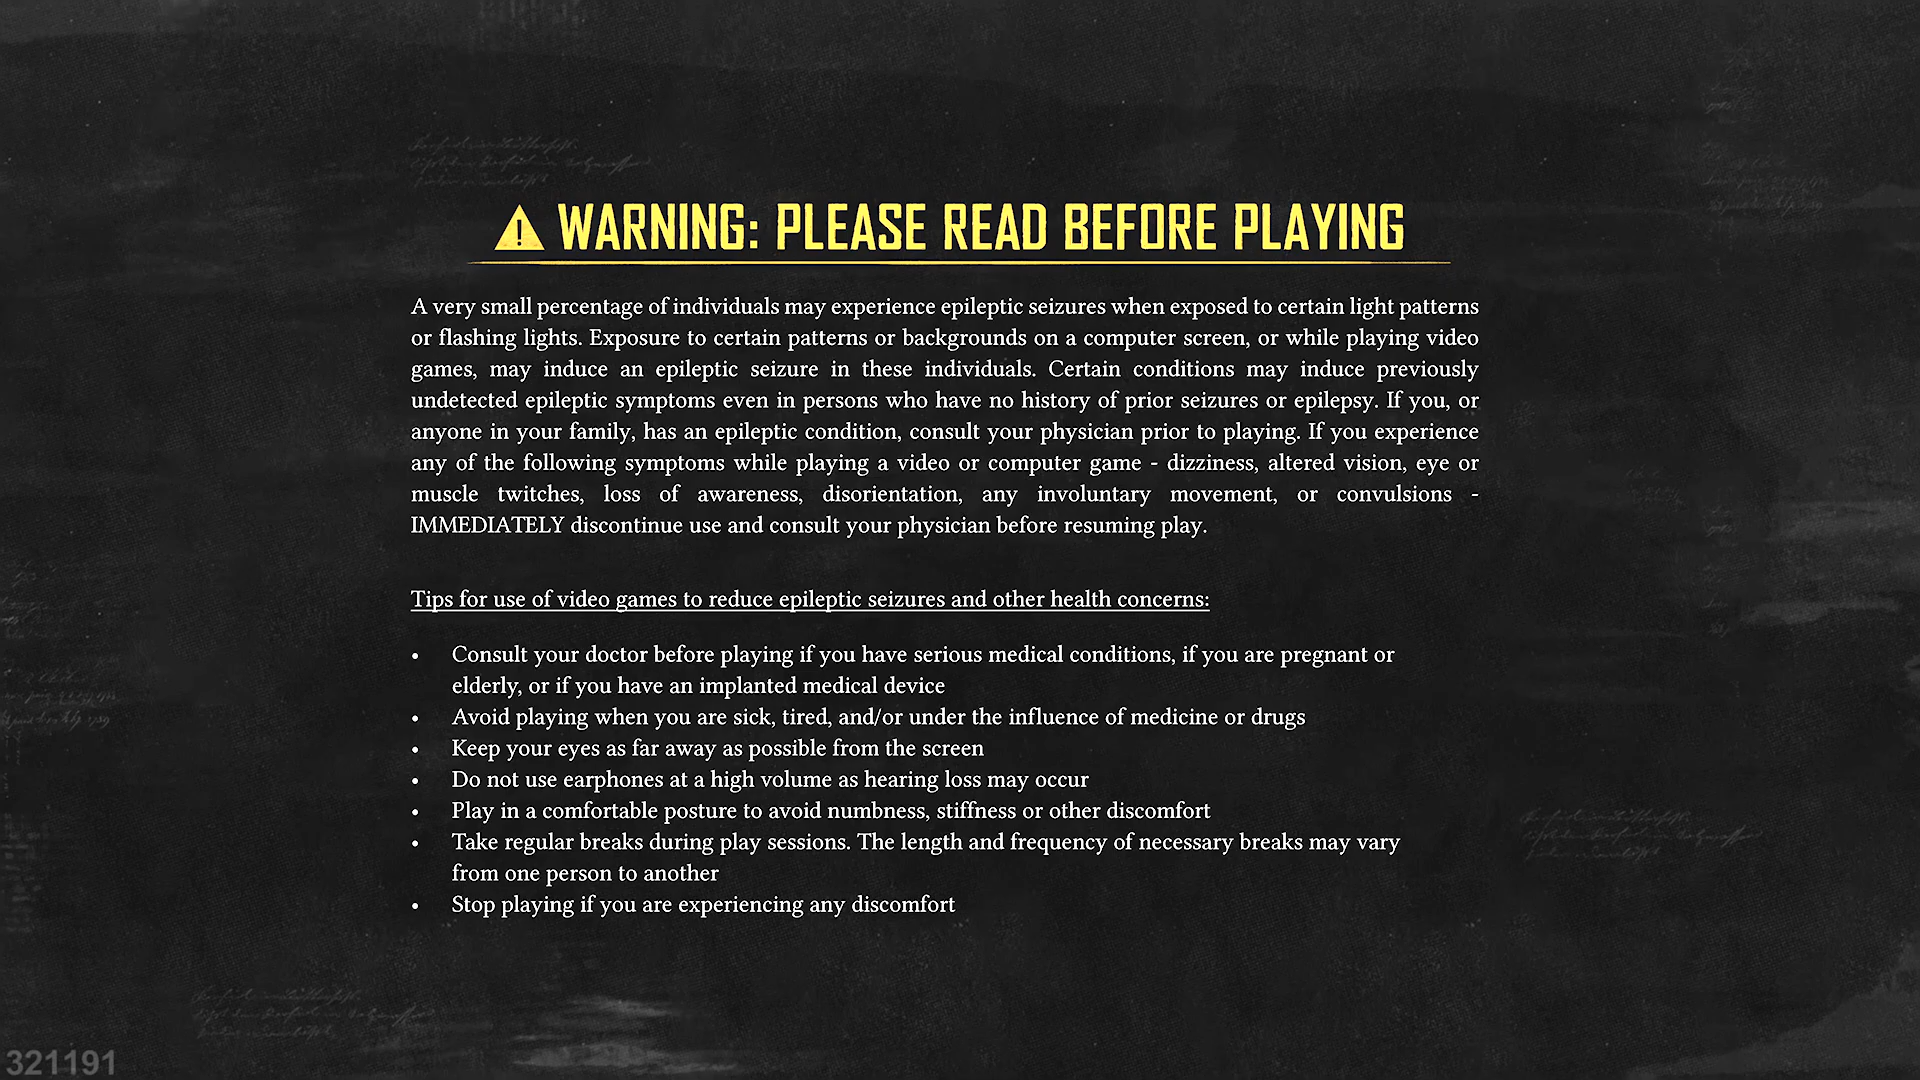 WARNING: PLEASE READ BEFORE PLAYING
A very small percentage of individuals may experience epileptic seizures when exposed to certain light patterns
or flashing lights. Exposure to certain patterns or backgrounds on a computer screen, or while playing video
games, may induce an epileptic seizure in these individuals. Certain conditions may induce previously
undetected epileptic symptoms even in persons who have no history of prior seizures or epilepsy. If you, or
anyone in your family, has an epileptic condition, consult your physician prior to playing. If you experience
any of the following symptoms while playing a video or computer game - dizziness, altered vision, eye or
muscle twitches, loss of awareness, disorientation, any involuntary movement, or convulsions -
IMMEDIATELY discontinue use and consult your physician before resuming play.
Tips for use of video games to reduce epileptic seizures and other health concerns:
• Consult your doctor before playing if you have serious medical conditions, if you are pregnant or
elderly, or if you have an implanted medical device
• Avoid playing when you are sick, tired, and/or under the influence of medicine or drugs
• Keep your eyes as far away as possible from the screen
• Do not use earphones at a high volume as hearing loss may occur
• Play in a comfortable posture to avoid numbness, stiffness or other discomfort
• Take regular breaks during play sessions. The length and frequency of necessary breaks may vary
from one person to another
• Stop playing if you are experiencing any discomfort
321191